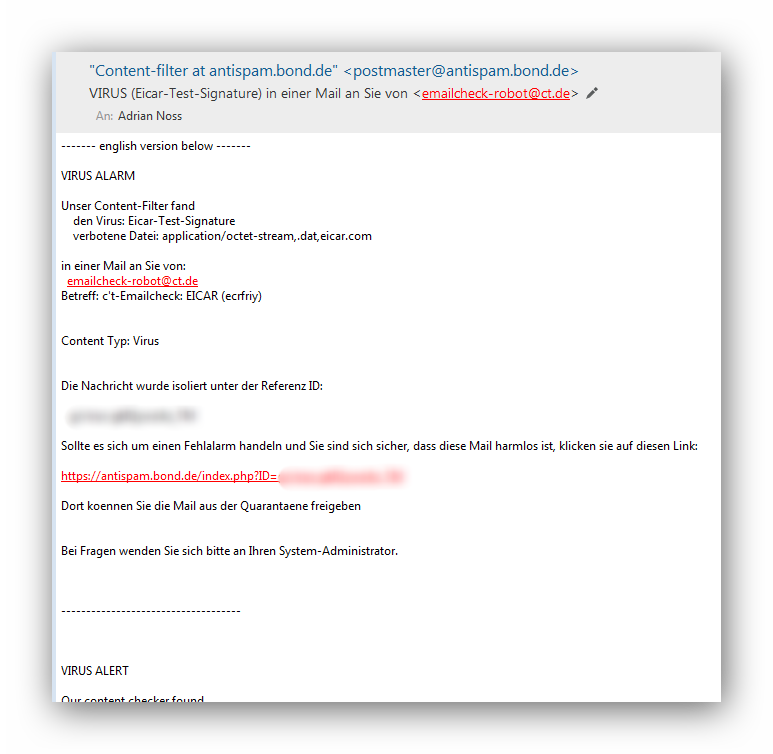 "Content-filter at antispam.bond.de" <postmaster@antispam.bond.de>
VIRUS (Eicar-Test-Signature) in einer Mail an Sie von <emailcheck-robot@ct.de>
An: Adrian Noss
------- english version below -------
VIRUS ALARM
Unser Content-Filter fand
den Virus: Eicar-Test-Signature
verbotene Datei: application/octet-stream,.dat,eicar.com
in einer Mail an Sie von:
emailcheck-robot@ct.de
Betreff: c't-Emailcheck: EICAR (ecrfriy)
Content Typ: Virus
Die Nachricht wurde isoliert unter der Referenz ID:
Sollte es sich um einen Fehlalarm handeln und Sie sind sich sicher, dass diese Mail harmlos ist, klicken sie auf diesen Link:
https://antispam.bond.de/index.php?ID=
Dort koennen Sie die Mail aus der Quarantaene freigeben
Bei Fragen wenden Sie sich bitte an Ihren System-Administrator.
------------------------------------
VIRUS ALERT
Our content checker found